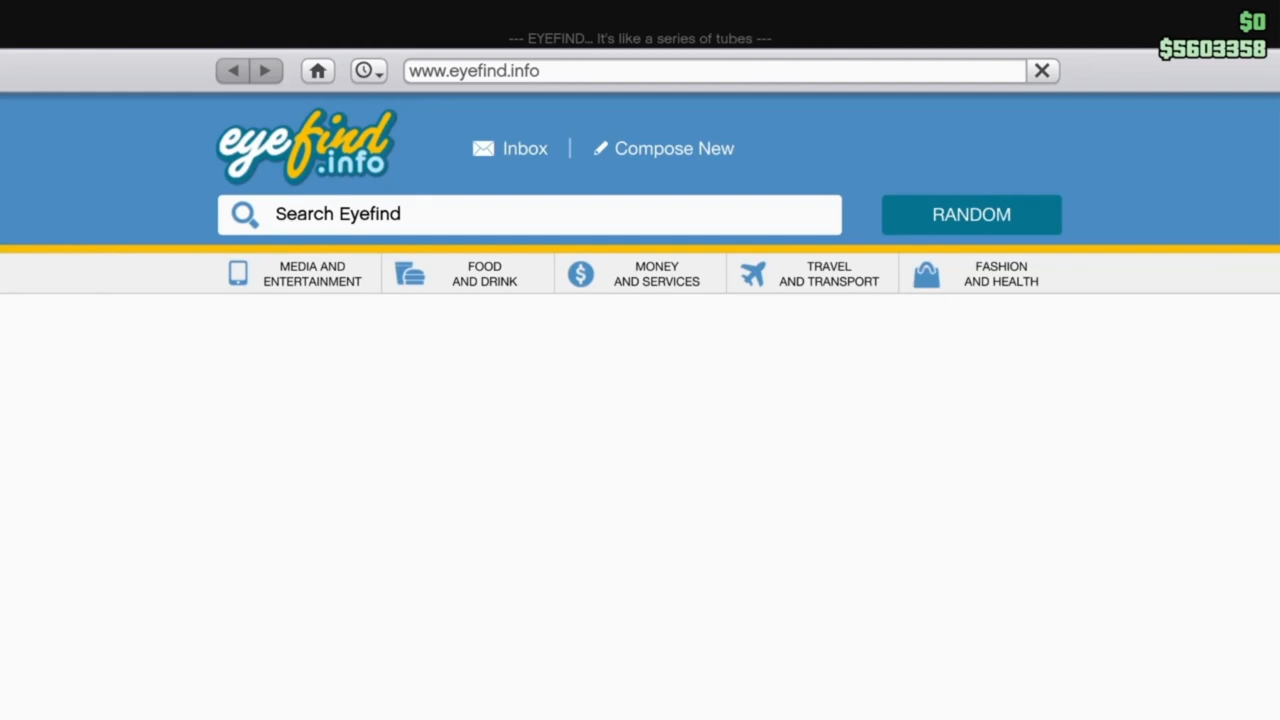 $0
--- EYEFIND... It's like a series of tubes ---
$5603358
www.eyefind.info
eyefind
.info
Inbox
Compose New
Search Eyefind
RANDOM
MEDIA AND
ENTERTAINMENT
FOOD
AND DRINK
MONEY
AND SERVICES
TRAVEL
AND TRANSPORT
FASHION
AND HEALTH